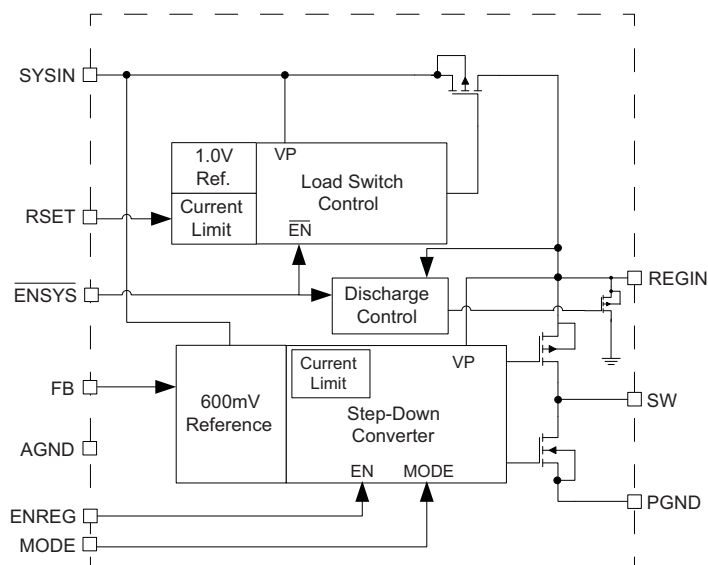 SYSIN
VP
1.0V
Ref.
Load Switch
Control
RSET
Current
Limit
EN
ENSYS
Discharge
Control
REGIN
Current
Limit
VP
FB
600mV
Reference
Step-Down
Converter
SW
AGND
EN MODE
ENREG
PGND
MODE